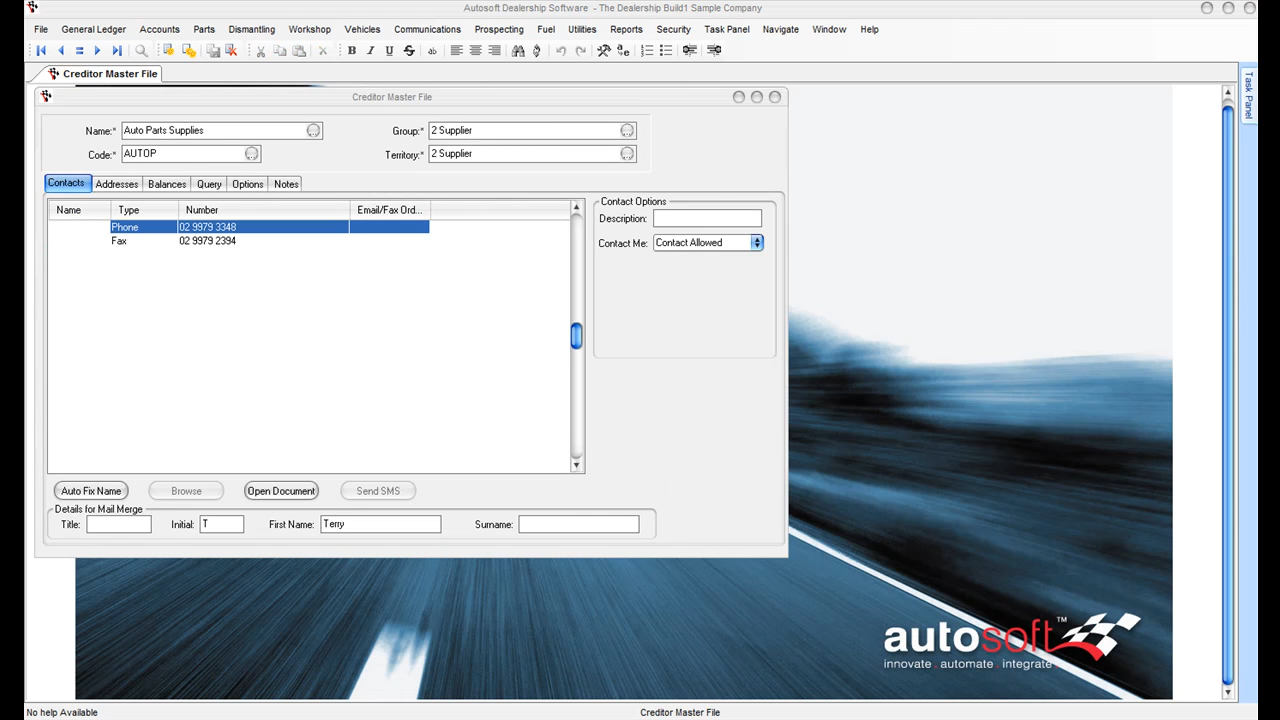 Autosoft Dealership Software - The Dealership Build1 Sample Company
File General Ledger Accounts Parts Dismantling Workshop Vehicles Communications Prospecting Fuel Utilities Reports Security Task Panel Navigate Window Help
Creditor Master File
Task Panel
Creditor Master File
Name:* Auto Parts Supplies Group:* 2 Supplier
Code:* AUTOP Territory:* 2 Supplier
Contacts Addresses Balances Query Options Notes
Name Type Number Email/Fax Ord...
Phone 02 9979 3348
Fax 02 9979 2394
Contact Options
Description:
Contact Me: Contact Allowed
Auto Fix Name Browse Open Document Send SMS
Details for Mail Merge
Title: Initial: T First Name: Terry Surname:
autosoft™
innovate . automate . integrate
No help Available Creditor Master File